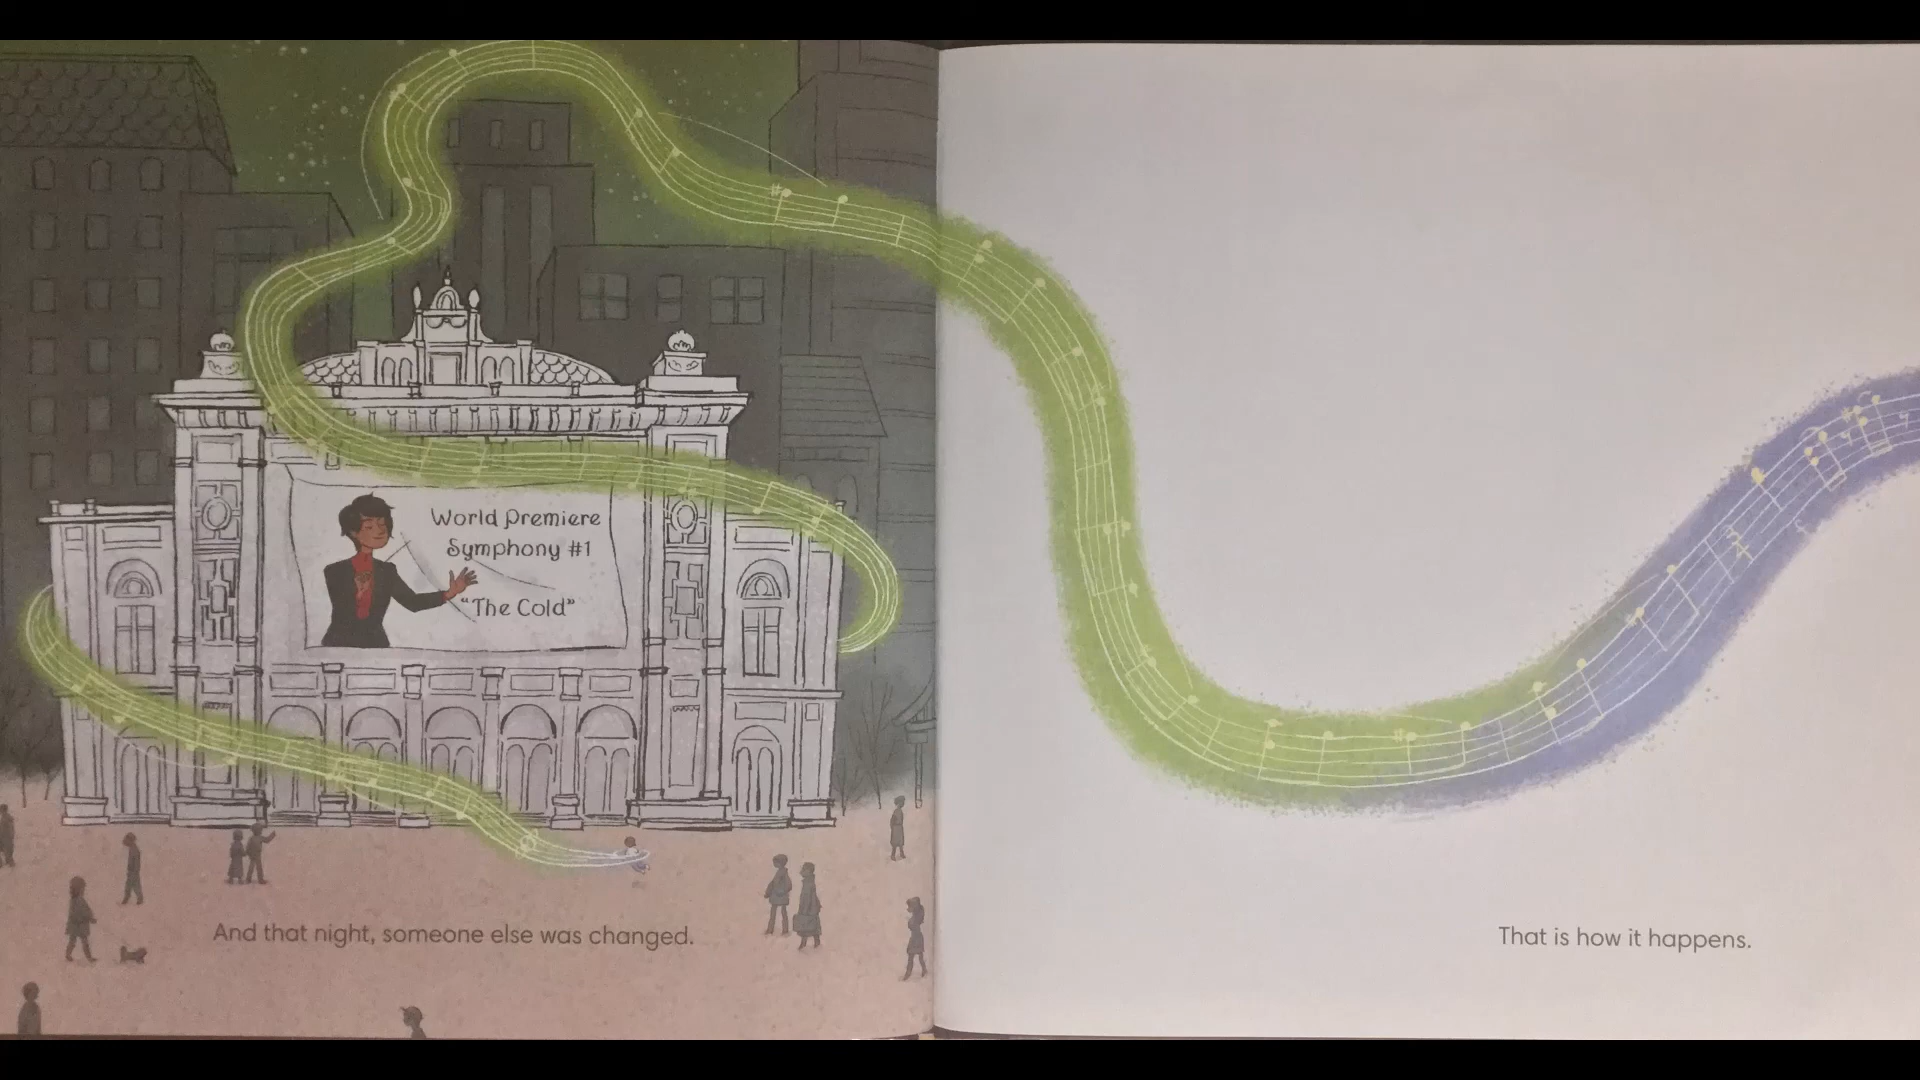 World Premiere
Symphony #1
"The Cold"
And that night, someone else was changed.
That is how it happens.